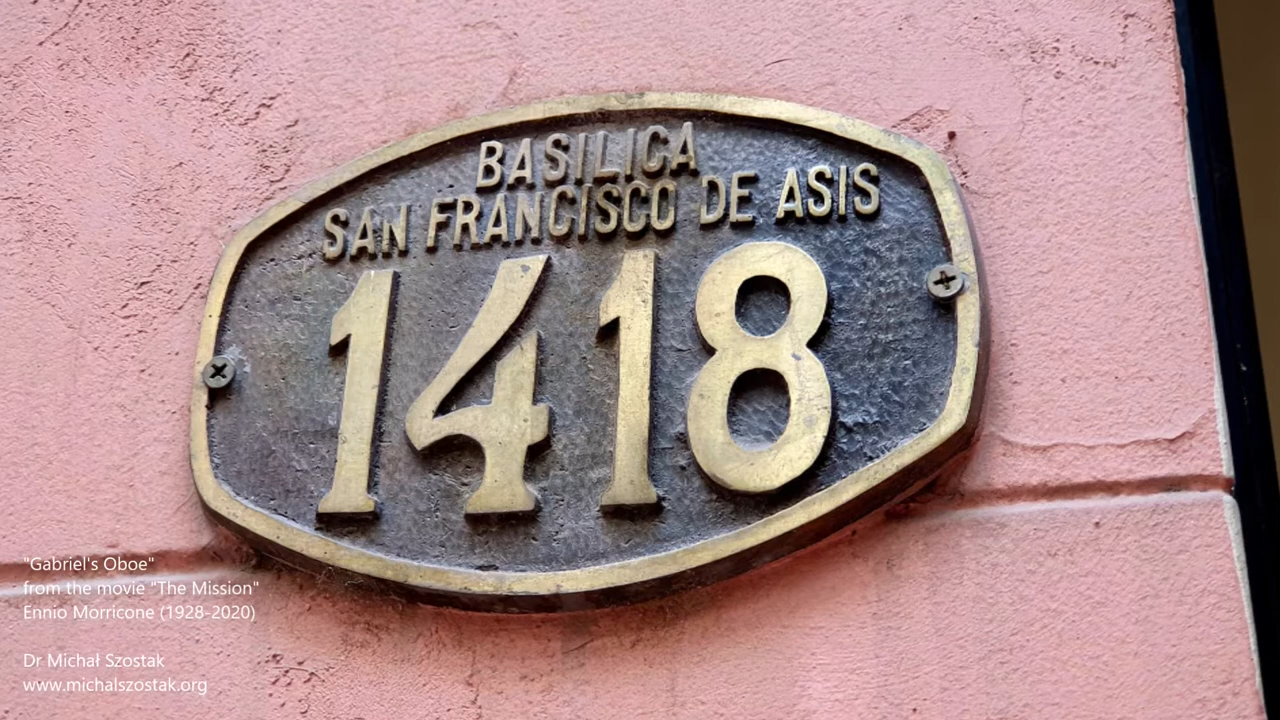 BASILICA
SAN FRANCISCO DE ASIS
1418
"Gabriel's Oboe"
from the movie "The Mission"
Ennio Morricone (1928-2020)
Dr Michał Szostak
www.michalszostak.org